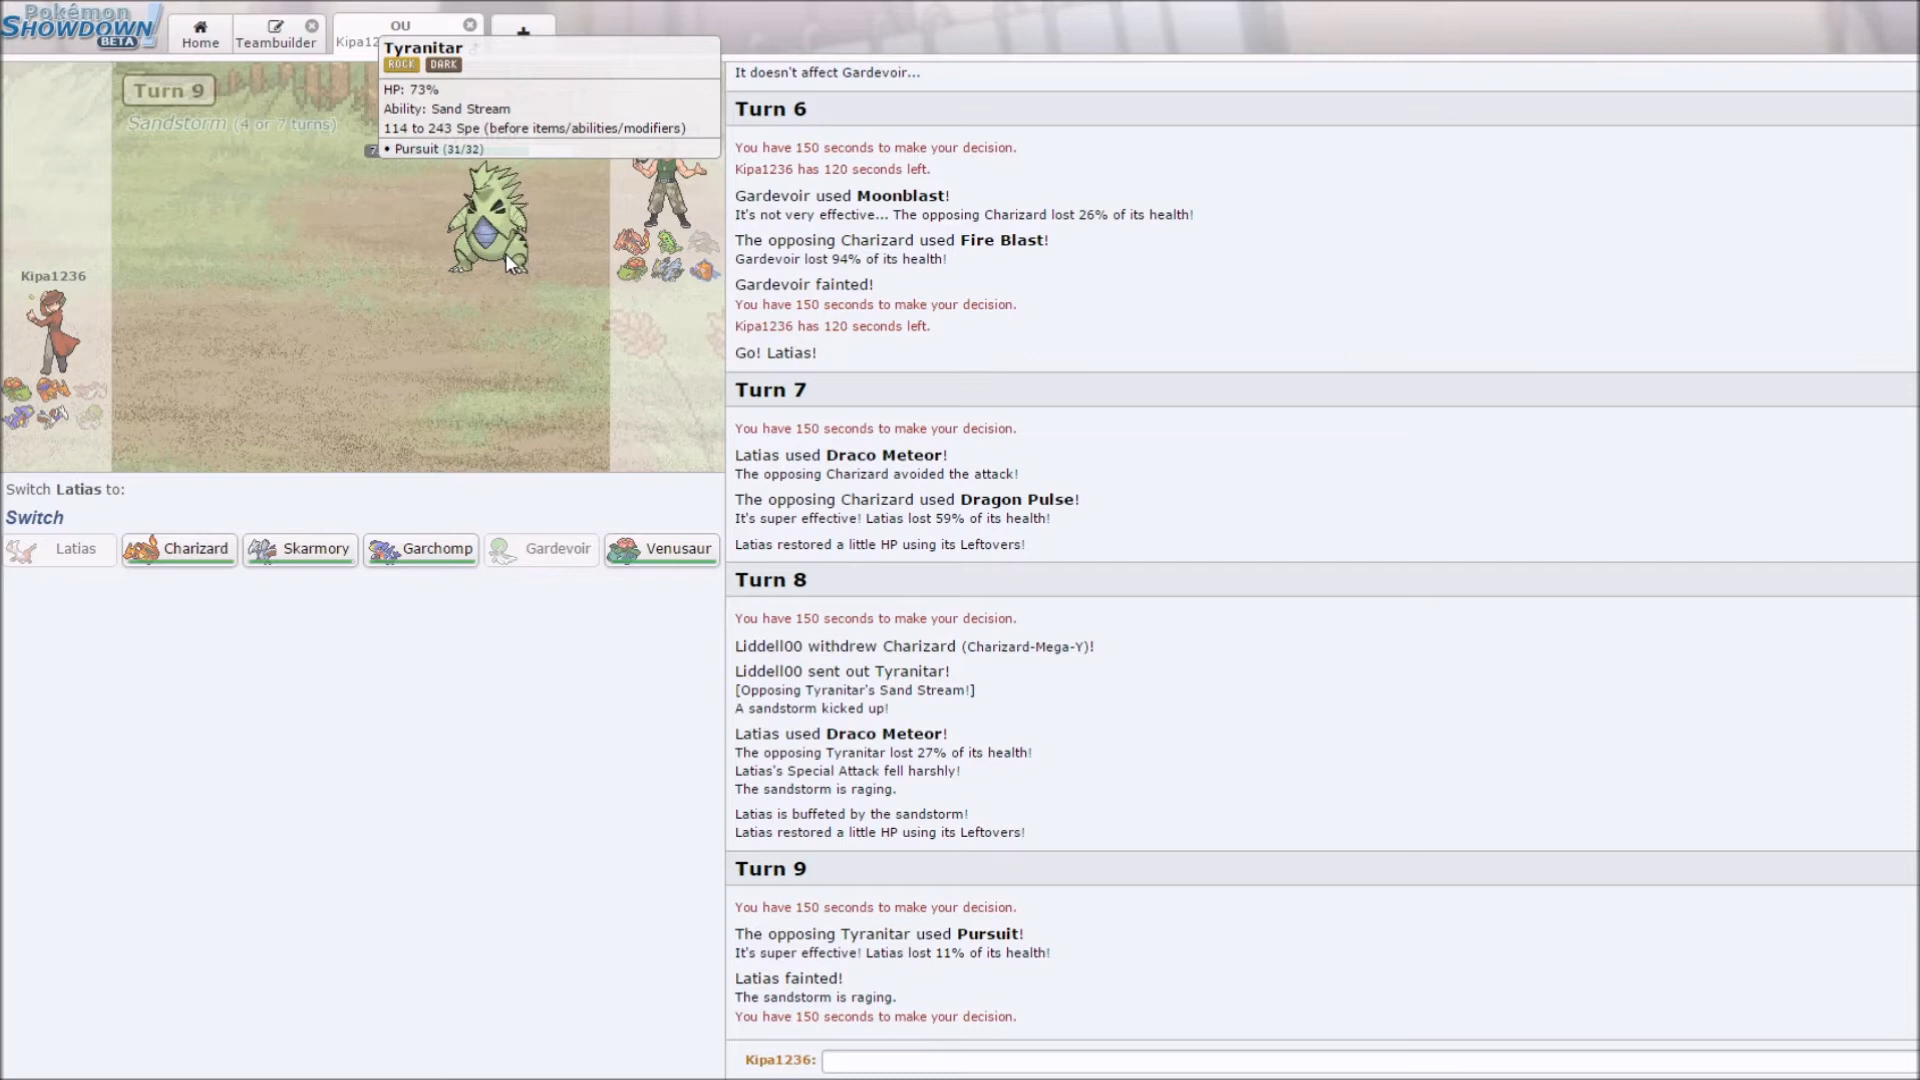 Pokémon
SHOWDOWN!
BETA
Home
Teambuilder
OU
Kipa12
+
Tyranitar ♂
ROCK DARK
HP: 73%
Ability: Sand Stream
114 to 243 Spe (before items/abilities/modifiers)
• Pursuit (31/32)
Turn 9
Sandstorm (4 or 7 turns)
Kipa1236
Switch Latias to:
Switch
Latias
Charizard
Skarmory
Garchomp
Gardevoir
Venusaur
It doesn't affect Gardevoir...
Turn 6
You have 150 seconds to make your decision.
Kipa1236 has 120 seconds left.
Gardevoir used Moonblast!
It's not very effective... The opposing Charizard lost 26% of its health!
The opposing Charizard used Fire Blast!
Gardevoir lost 94% of its health!
Gardevoir fainted!
You have 150 seconds to make your decision.
Kipa1236 has 120 seconds left.
Go! Latias!
Turn 7
You have 150 seconds to make your decision.
Latias used Draco Meteor!
The opposing Charizard avoided the attack!
The opposing Charizard used Dragon Pulse!
It's super effective! Latias lost 59% of its health!
Latias restored a little HP using its Leftovers!
Turn 8
You have 150 seconds to make your decision.
Liddell00 withdrew Charizard (Charizard-Mega-Y)!
Liddell00 sent out Tyranitar!
[Opposing Tyranitar's Sand Stream!]
A sandstorm kicked up!
Latias used Draco Meteor!
The opposing Tyranitar lost 27% of its health!
Latias's Special Attack fell harshly!
The sandstorm is raging.
Latias is buffeted by the sandstorm!
Latias restored a little HP using its Leftovers!
Turn 9
You have 150 seconds to make your decision.
The opposing Tyranitar used Pursuit!
It's super effective! Latias lost 11% of its health!
Latias fainted!
The sandstorm is raging.
You have 150 seconds to make your decision.
Kipa1236: